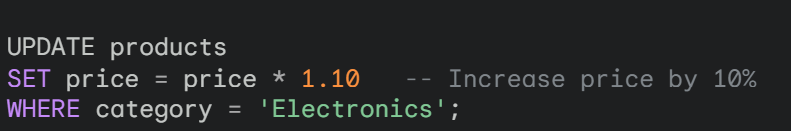 UPDATE products
SET price = price * 1.10   -- Increase price by 10%
WHERE category = 'Electronics';